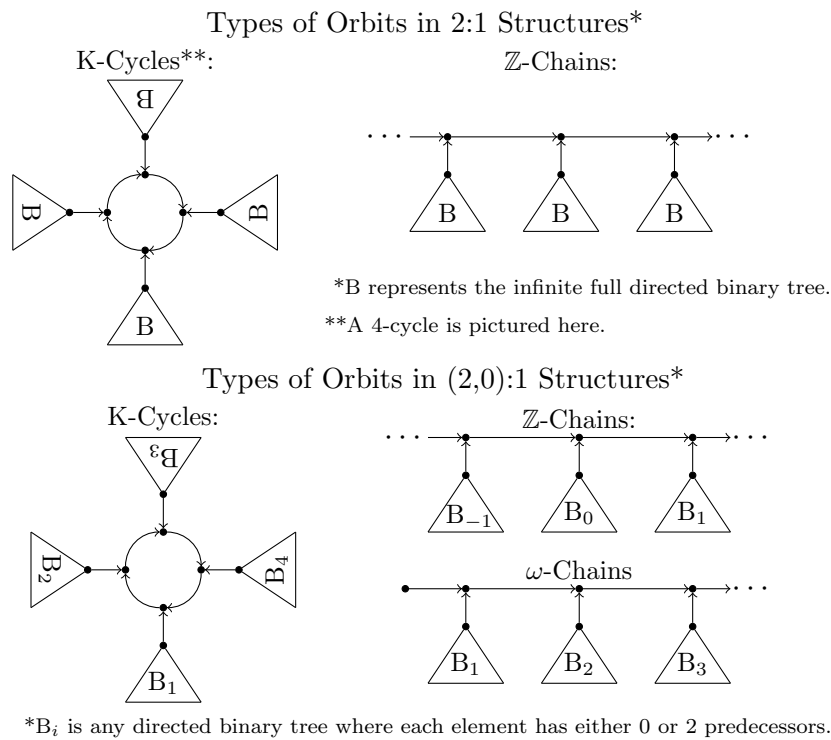 Types of Orbits in 2:1 Structures*
K-Cycles**:
ℤ-Chains:
B
B
B
B
· · ·
· · ·
B
B
B
*B represents the infinite full directed binary tree.
**A 4-cycle is pictured here.
Types of Orbits in (2,0):1 Structures*
K-Cycles:
ℤ-Chains:
B₃
B₂
B₄
B₁
· · ·
· · ·
B₋₁
B₀
B₁
ω-Chains
· · ·
B₁
B₂
B₃
*Bᵢ is any directed binary tree where each element has either 0 or 2 predecessors.